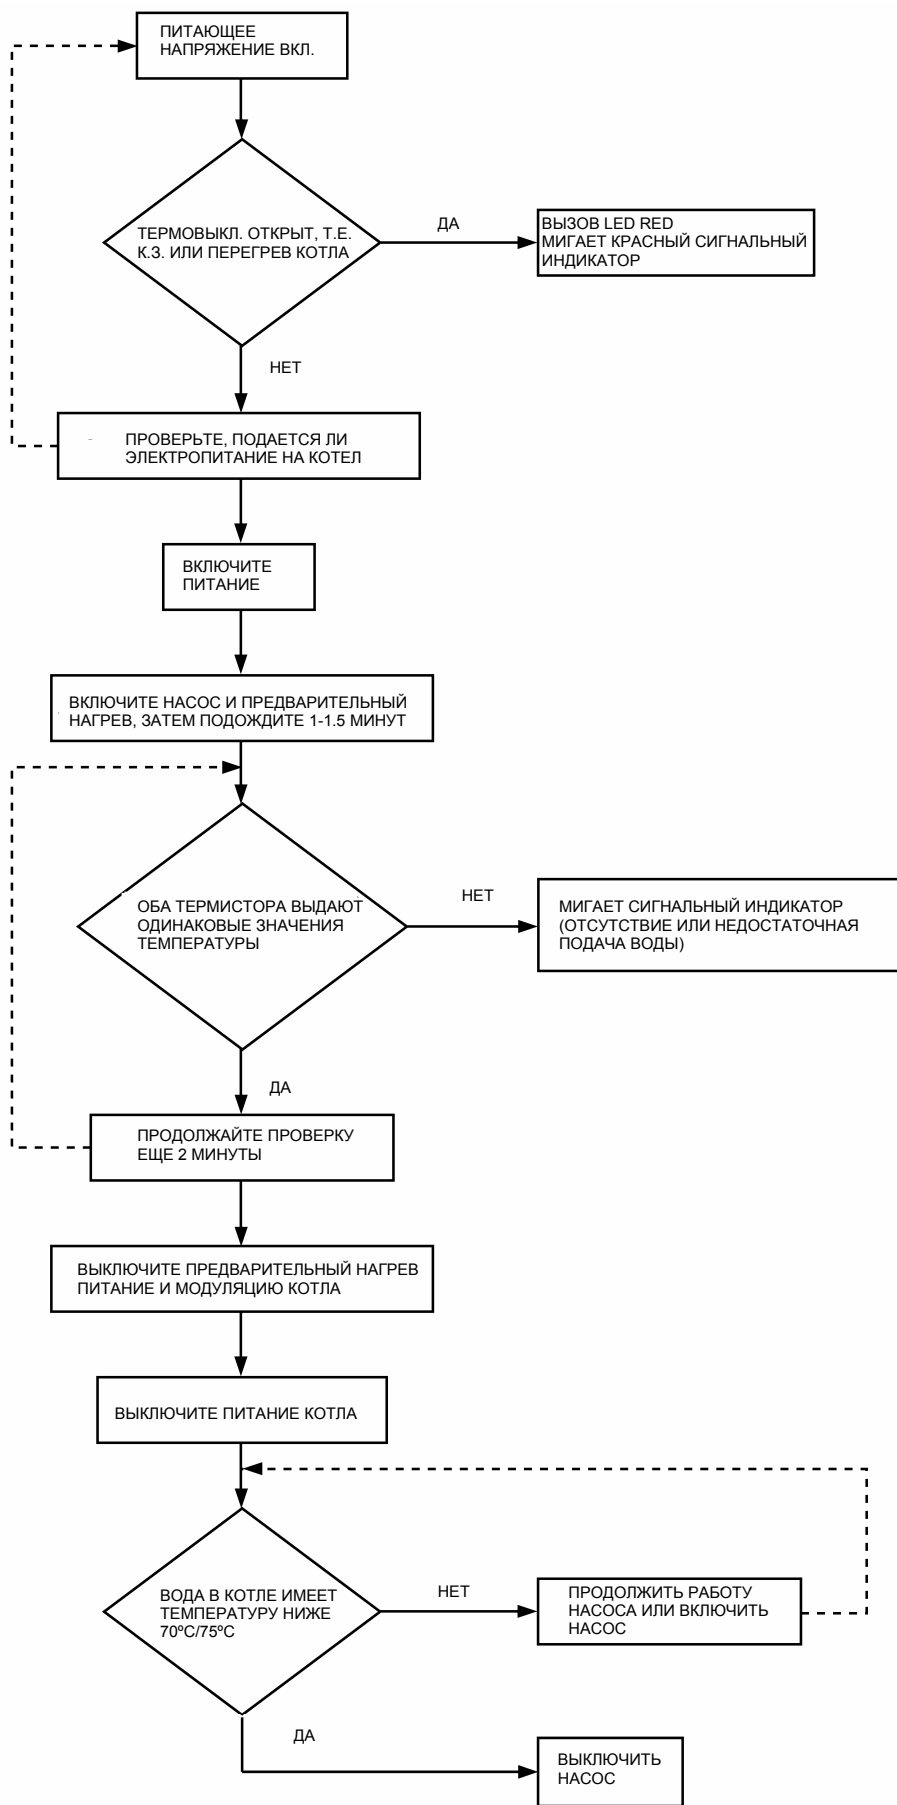 ПИТАЮЩЕЕ
НАПРЯЖЕНИЕ ВКЛ.
ТЕРМОВЫКЛ. ОТКРЫТ, Т.Е.
К.З. ИЛИ ПЕРЕГРЕВ КОТЛА
ДА
ВЫЗОВ LED RED
МИГАЕТ КРАСНЫЙ СИГНАЛЬНЫЙ
ИНДИКАТОР
НЕТ
ПРОВЕРЬТЕ, ПОДАЕТСЯ ЛИ
ЭЛЕКТРОПИТАНИЕ НА КОТЕЛ
ВКЛЮЧИТЕ
ПИТАНИЕ
ВКЛЮЧИТЕ НАСОС И ПРЕДВАРИТЕЛЬНЫЙ
НАГРЕВ, ЗАТЕМ ПОДОЖДИТЕ 1-1.5 МИНУТ
ОБА ТЕРМИСТОРА ВЫДАЮТ
ОДИНАКОВЫЕ ЗНАЧЕНИЯ
ТЕМПЕРАТУРЫ
НЕТ
МИГАЕТ СИГНАЛЬНЫЙ ИНДИКАТОР
(ОТСУТСТВИЕ ИЛИ НЕДОСТАТОЧНАЯ
ПОДАЧА ВОДЫ)
ДА
ПРОДОЛЖАЙТЕ ПРОВЕРКУ
ЕЩЕ 2 МИНУТЫ
ВЫКЛЮЧИТЕ ПРЕДВАРИТЕЛЬНЫЙ НАГРЕВ
ПИТАНИЕ И МОДУЛЯЦИЮ КОТЛА
ВЫКЛЮЧИТЕ ПИТАНИЕ КОТЛА
ВОДА В КОТЛЕ ИМЕЕТ
ТЕМПЕРАТУРУ НИЖЕ
70ºC/75ºC
НЕТ
ПРОДОЛЖИТЬ РАБОТУ
НАСОСА ИЛИ ВКЛЮЧИТЬ
НАСОС
ДА
ВЫКЛЮЧИТЬ
НАСОС